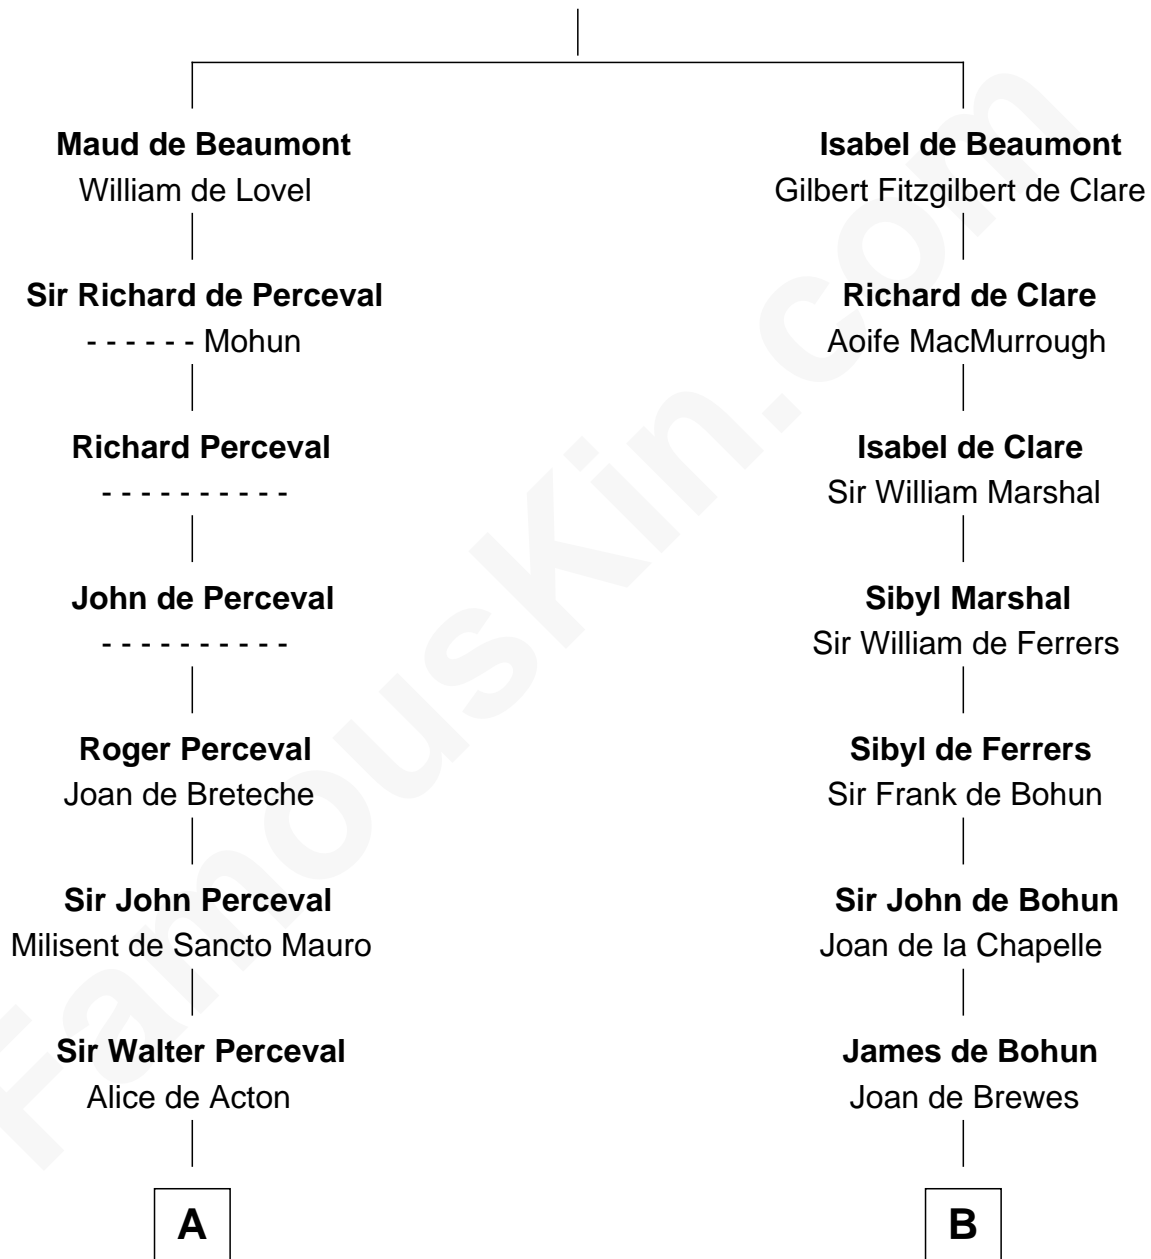 Maud de Beaumont
William de Lovel
Sir Richard de Perceval
- - - - - - Mohun
Richard Perceval
- - - - - - - - - -
John de Perceval
- - - - - - - - - -
Roger Perceval
Joan de Breteche
Sir John Perceval
Milisent de Sancto Mauro
Sir Walter Perceval
Alice de Acton
A
Isabel de Beaumont
Gilbert Fitzgilbert de Clare
Richard de Clare
Aoife MacMurrough
Isabel de Clare
Sir William Marshal
Sibyl Marshal
Sir William de Ferrers
Sibyl de Ferrers
Sir Frank de Bohun
Sir John de Bohun
Joan de la Chapelle
James de Bohun
Joan de Brewes
B
FamousKin.com